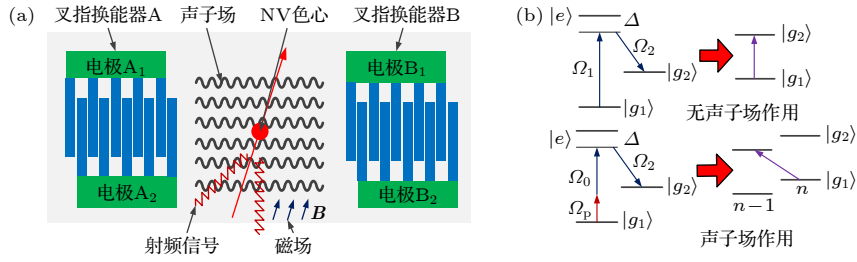 (a)
叉指换能器A
声子场
NV色心
叉指换能器B
电极A₁
电极B₁
电极A₂
电极B₂
B
射频信号
磁场
(b)
|e⟩
Δ
Ω₁
Ω₂
|g₂⟩
|g₁⟩
|g₂⟩
|g₁⟩
无声子场作用
|e⟩
Δ
Ω₀
Ω₂
|g₂⟩
Ωₚ
|g₁⟩
|g₂⟩
|g₁⟩
n
n−1
声子场作用